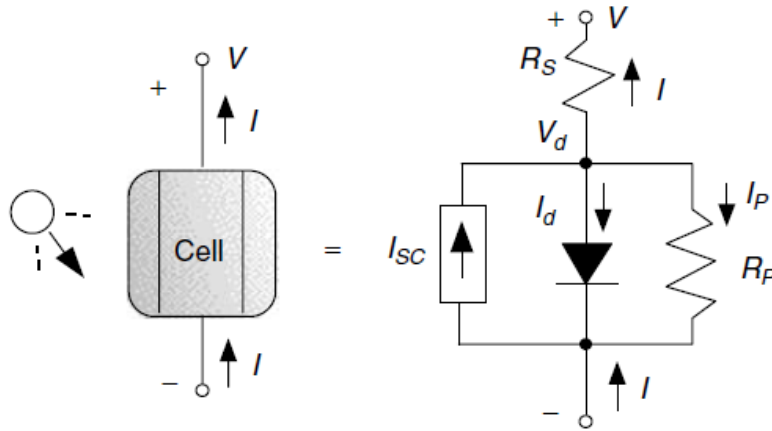 + V
I
Cell
− I
=
+ V
R_S I
V_d
I_SC I_d I_P
R_P
I
−